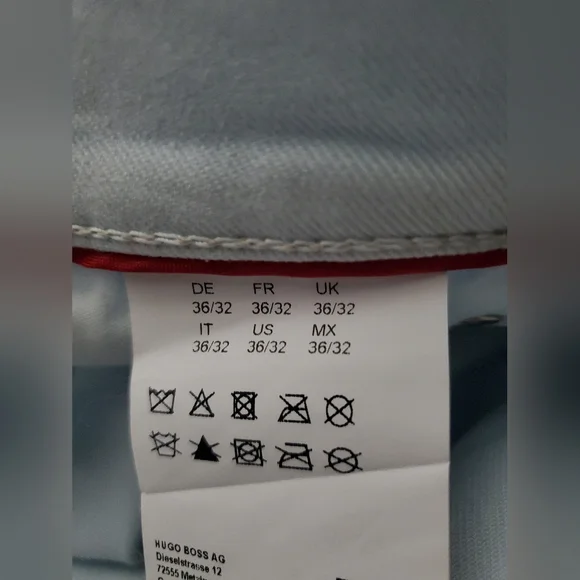 DE FR UK
36/32 36/32 36/32
IT US MX
36/32 36/32 36/32
HUGO BOSS AG
Dieselstrasse 12
72555